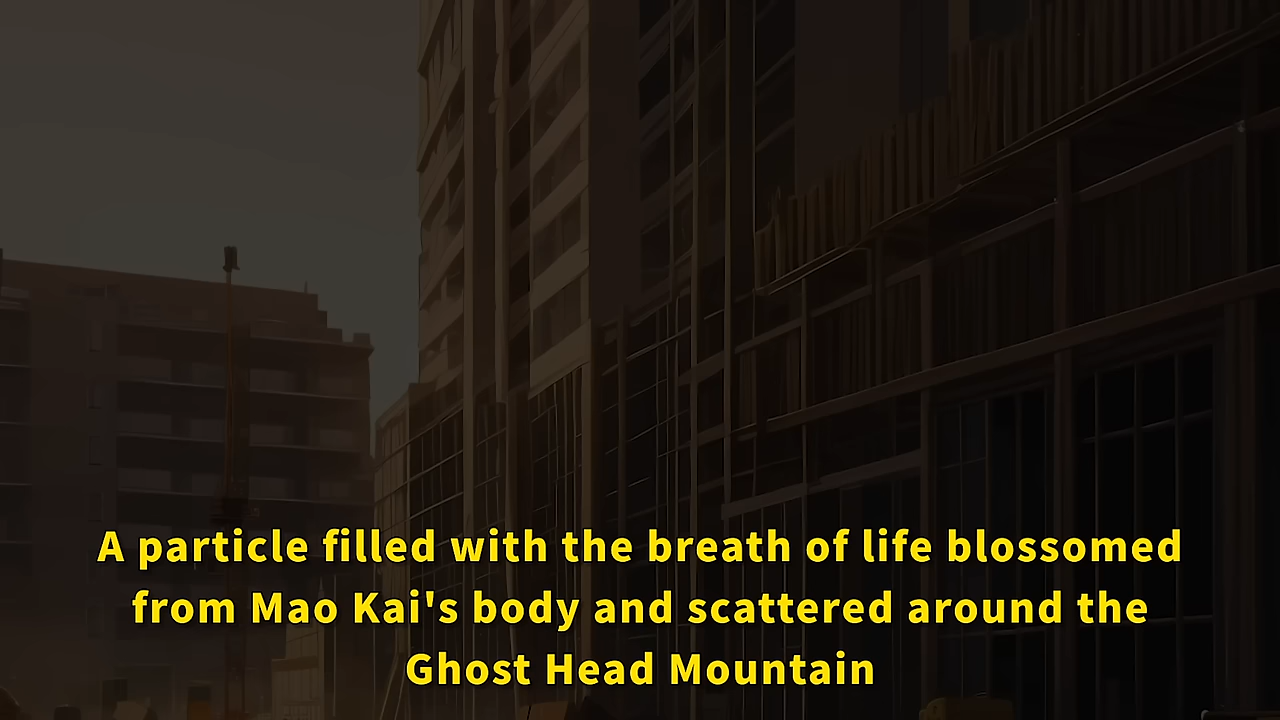 A particle filled with the breath of life blossomed
from Mao Kai's body and scattered around the
Ghost Head Mountain